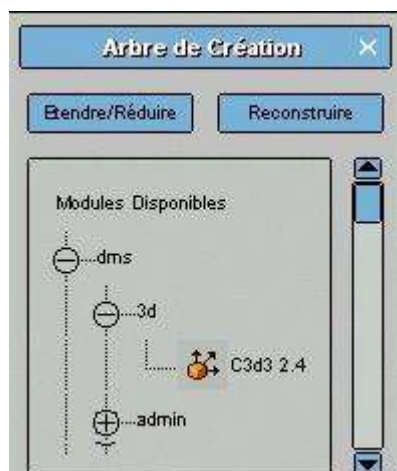 Arbre de Création
Etendre/Réduire
Reconstruire
Modules Disponibles
dms
3d
C3d3 2.4
admin